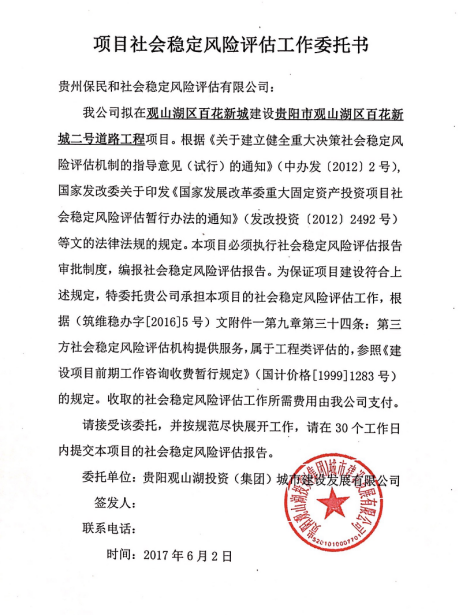 项目社会稳定风险评估工作委托书
贵州保民和社会稳定风险评估有限公司：
我公司拟在观山湖区百花新城建设贵阳市观山湖区百花新
城二号道路工程项目。根据《关于建立健全重大决策社会稳定风
险评估机制的指导意见（试行）的通知》（中办发〔2012〕2 号），
国家发改委关于印发《国家发展改革委重大固定资产投资项目社
会稳定风险评估暂行办法的通知》（发改投资〔2012〕2492 号）
等文的法律法规的规定。本项目必须执行社会稳定风险评估报告
审批制度，编报社会稳定风险评估报告。为保证项目建设符合上
述规定，特委托贵公司承担本项目的社会稳定风险评估工作，根
据（筑维稳办字[2016]5 号）文附件一第九章第三十四条：第三
方社会稳定风险评估机构提供服务，属于工程类评估的，参照《建
设项目前期工作咨询收费暂行规定》（国计价格[1999]1283 号）
的规定。收取的社会稳定风险评估工作所需费用由我公司支付。
请接受该委托，并按规范尽快展开工作，请在 30 个工作日
内提交本项目的社会稳定风险评估报告。
委托单位：贵阳观山湖投资（集团）城市建设发展有限公司
签发人：
联系电话：
时间：2017 年 6 月 2 日
贵阳观山湖投资(集团)城市建设发展有限公司